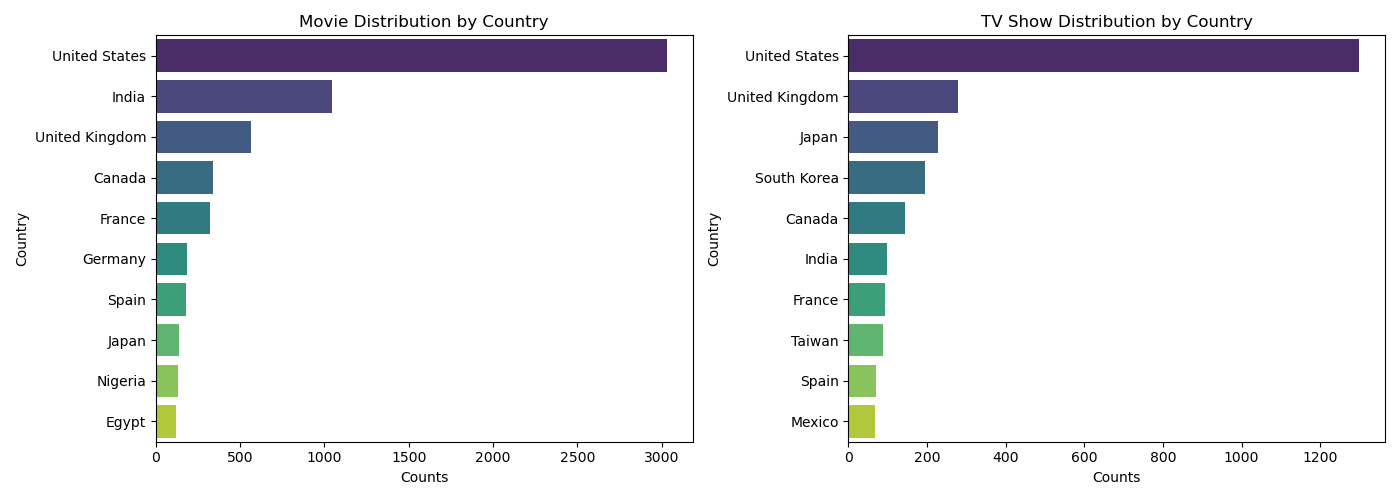 Movie Distribution by Country
Country
United States
India
United Kingdom
Canada
France
Germany
Spain
Japan
Nigeria
Egypt
0 500 1000 1500 2000 2500 3000
Counts
TV Show Distribution by Country
Country
United States
United Kingdom
Japan
South Korea
Canada
India
France
Taiwan
Spain
Mexico
0 200 400 600 800 1000 1200
Counts